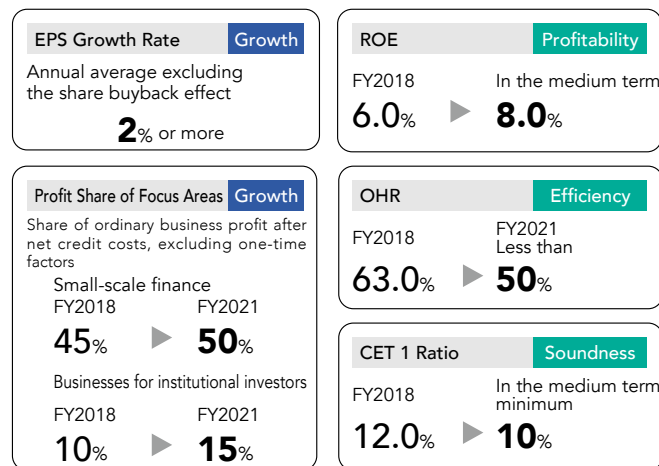 EPS Growth Rate Growth
Annual average excluding
the share buyback effect
2% or more
Profit Share of Focus Areas Growth
Share of ordinary business profit after
net credit costs, excluding one-time
factors
Small-scale finance
FY2018 FY2021
45% 50%
Businesses for institutional investors
FY2018 FY2021
10% 15%
ROE Profitability
FY2018 In the medium term
6.0% 8.0%
OHR Efficiency
FY2018 FY2021
Less than
63.0% 50%
CET 1 Ratio Soundness
FY2018 In the medium term
minimum
12.0% 10%